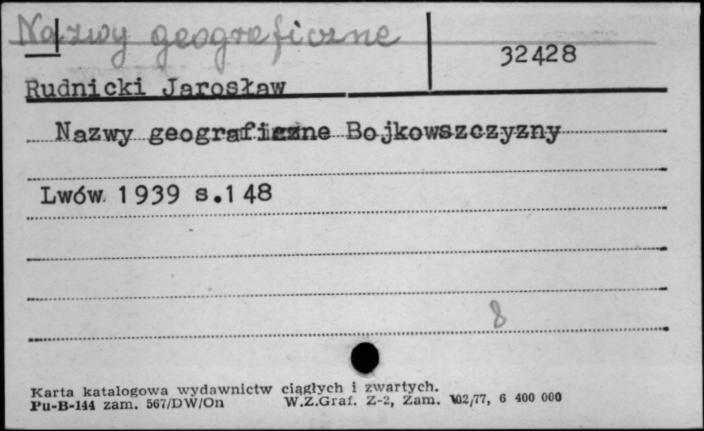 Nazwy geograficzne
32428
Rudnicki Jarosław
Nazwy geograficzne Bojkowszczyzny
Lwów 1939 s.148
8
Karta katalogowa wydawnictw ciągłych i zwartych.
Pu-B-144 zam. 567/DW/On W.Z.Graf. Z-2, Zam. 102/77, 6 400 000